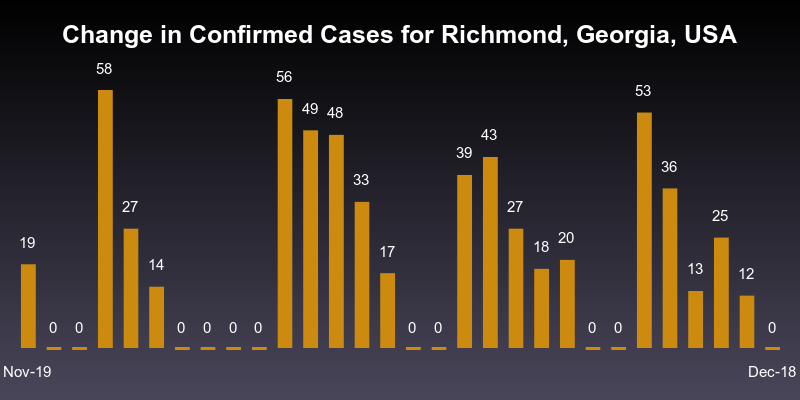 Change in Confirmed Cases for Richmond, Georgia, USA
19 0 0 58 27 14 0 0 0 0 56 49 48 33 17 0 0 39 43 27 18 20 0 0 53 36 13 25 12 0
Nov-19 Dec-18